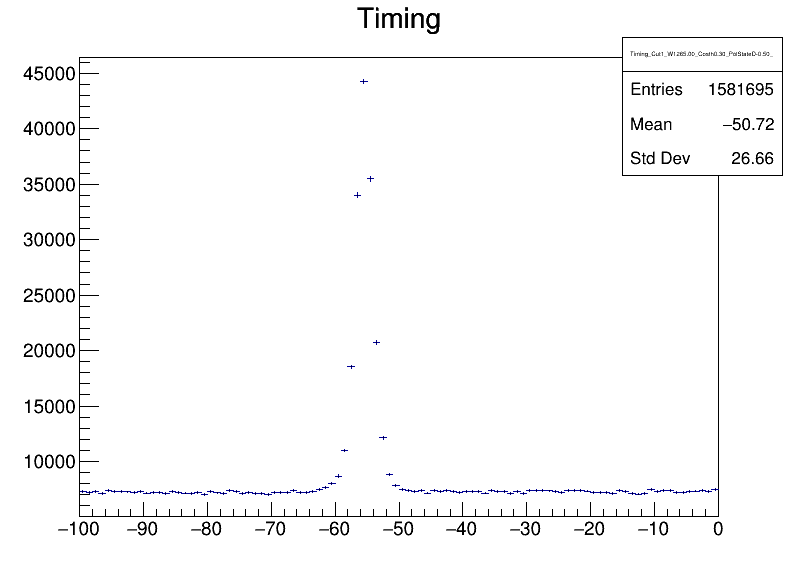 Timing
Timing_Cut1_W1265.00_Costh0.30_PolStateD-0.50_
Entries 1581695
Mean −50.72
Std Dev 26.66
45000
40000
35000
30000
25000
20000
15000
10000
−100 −90 −80 −70 −60 −50 −40 −30 −20 −10 0